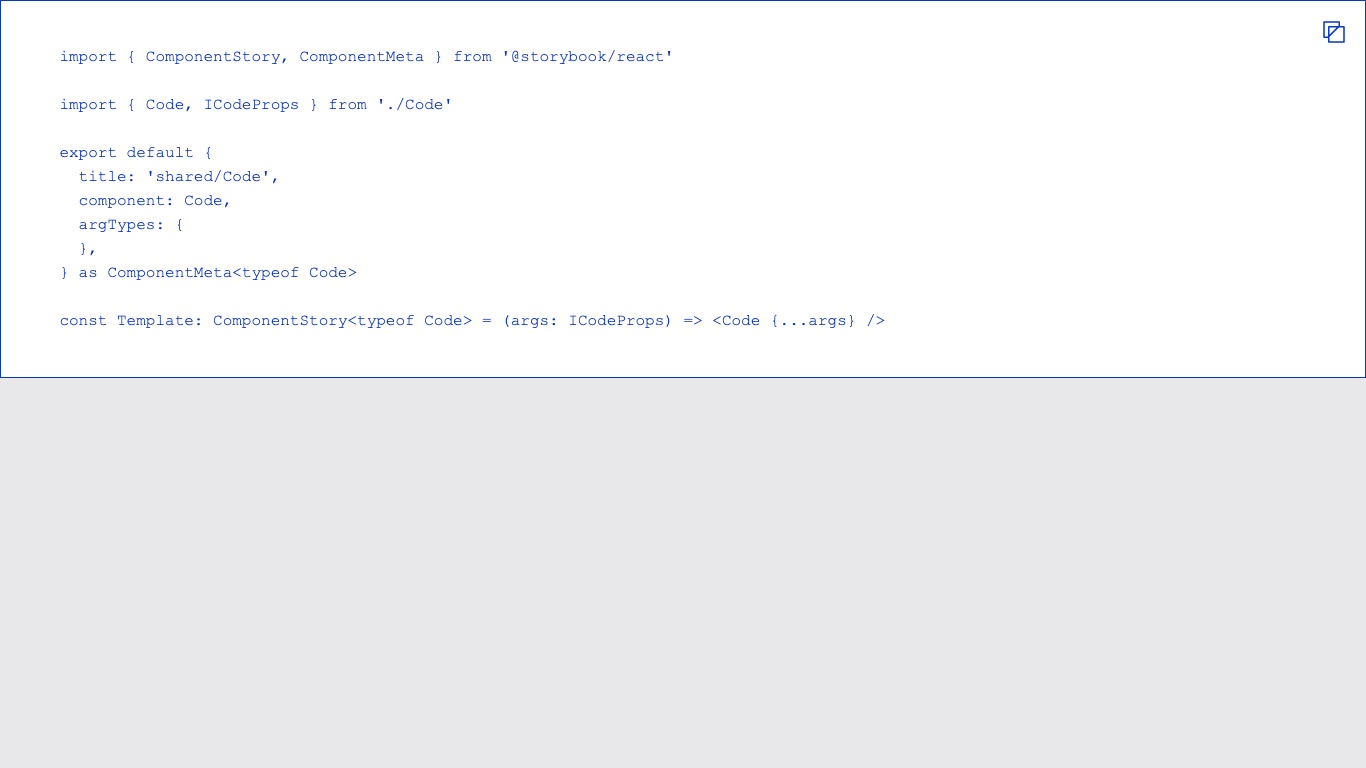 import { ComponentStory, ComponentMeta } from '@storybook/react'
import { Code, ICodeProps } from './Code'
export default {
  title: 'shared/Code',
  component: Code,
  argTypes: {
  },
} as ComponentMeta<typeof Code>
const Template: ComponentStory<typeof Code> = (args: ICodeProps) => <Code {...args} />